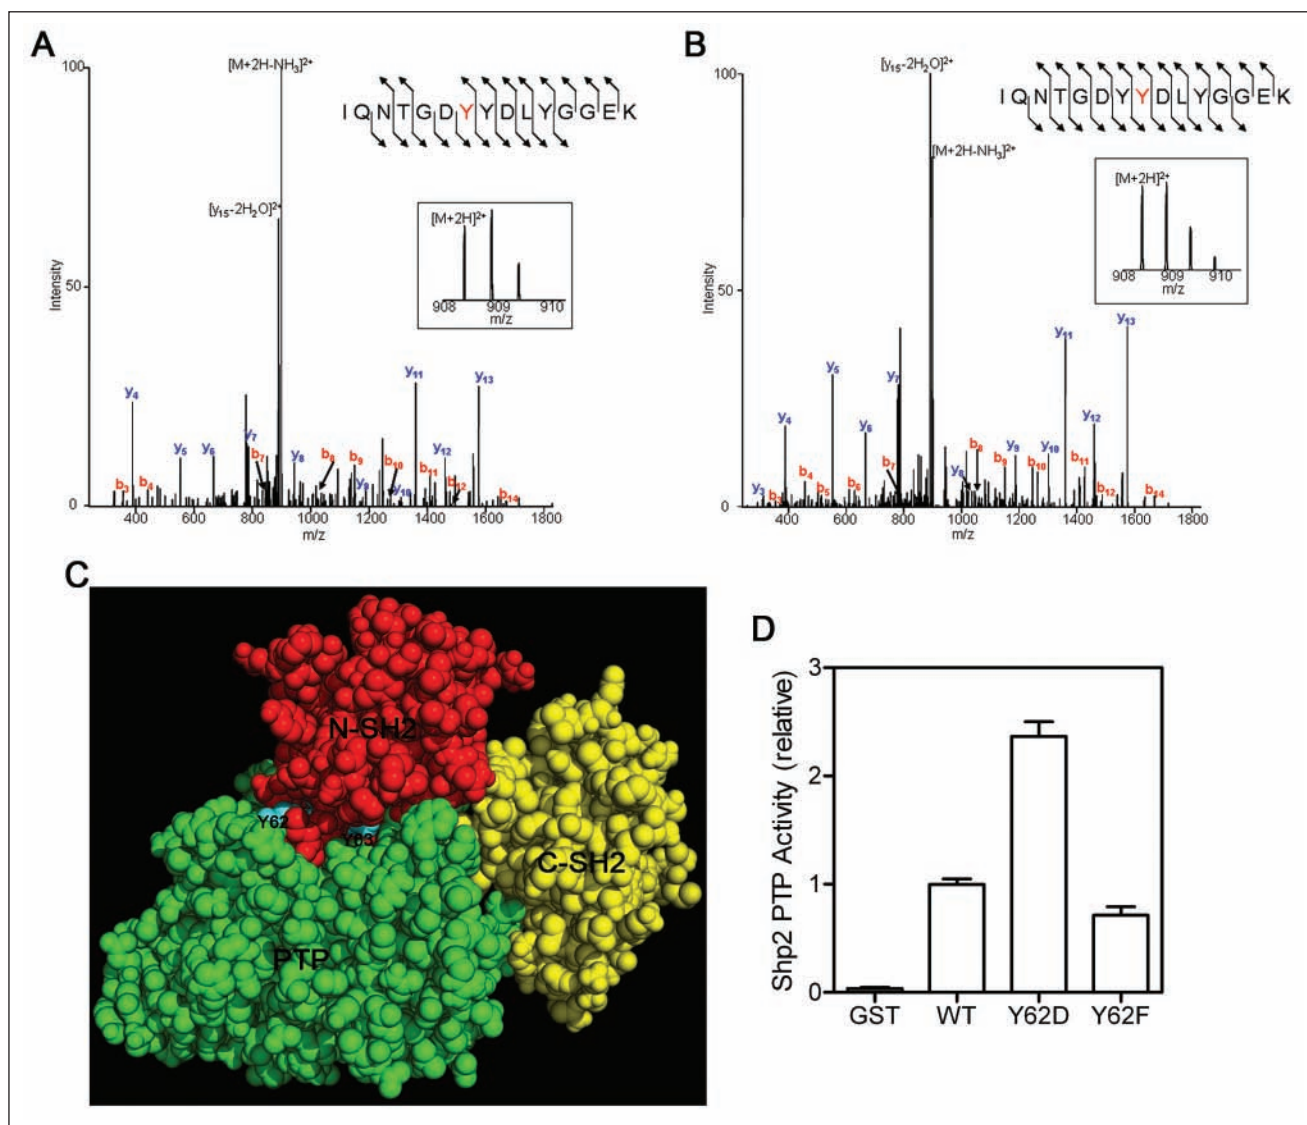 A
[M+2H-NH₃]²⁺
100
50
0
Intensity
I Q N T G D Y Y D L Y G G E K
[y₁₅-2H₂O]²⁺
[M+2H]²⁺
908 909 910
m/z
y₄ y₅ y₆ y₇ y₈ y₉ y₁₀ y₁₁ y₁₂ y₁₃
b₃ b₄ b₇ b₈ b₉ b₁₀ b₁₁ b₁₂ b₁₄
400 600 800 1000 1200 1400 1600 1800
m/z
B
[y₁₅-2H₂O]²⁺
100
50
0
Intensity
I Q N T G D Y Y D L Y G G E K
[M+2H-NH₃]²⁺
[M+2H]²⁺
908 909 910
m/z
y₃ y₄ y₅ y₆ y₇ y₈ y₉ y₁₀ y₁₁ y₁₂ y₁₃
b₃ b₄ b₅ b₆ b₇ b₈ b₉ b₁₀ b₁₁ b₁₂ b₁₄
400 600 800 1000 1200 1400 1600 1800
m/z
C
N-SH2
Y62
Y63
C-SH2
PTP
D
Shp2 PTP Activity (relative)
3
2
1
0
GST WT Y62D Y62F